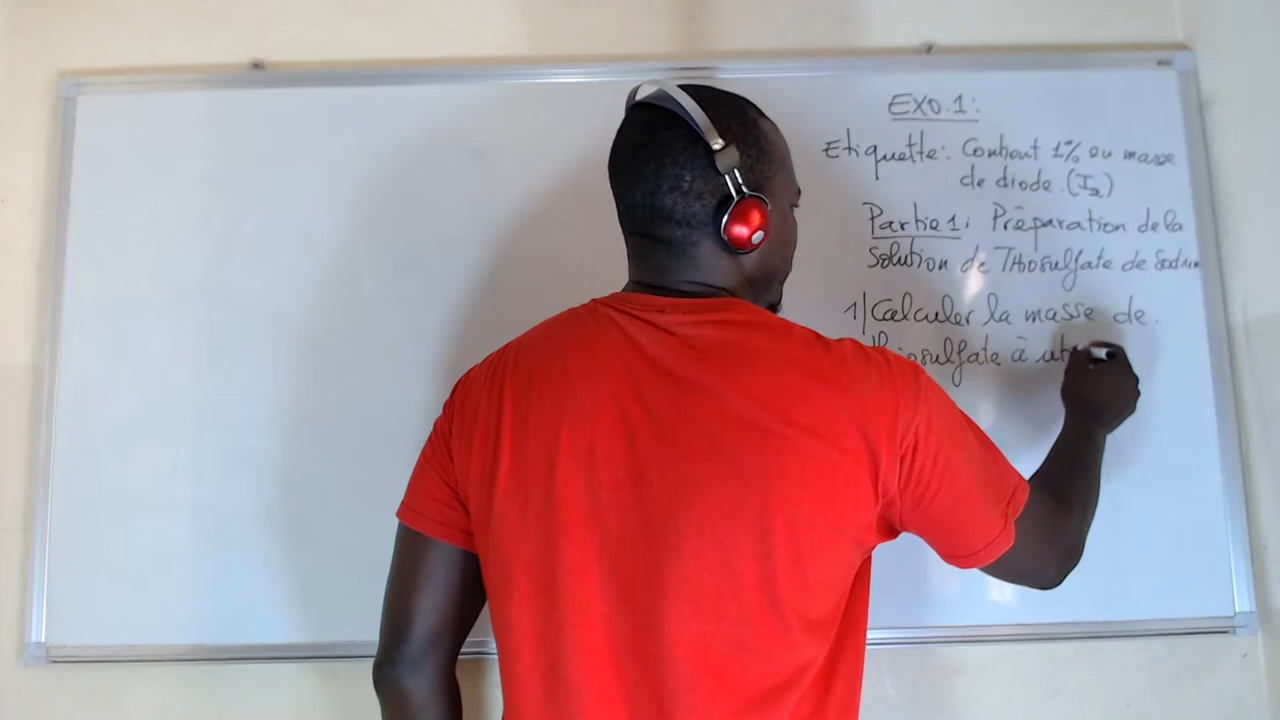 EXO.1:
Etiquette: Contient 1% en masse
de diode.(I2)
Partie 1: Préparation de la
Solution de Thiosulfate de Sodium
1) Calculer la masse de
thiosulfate à uti